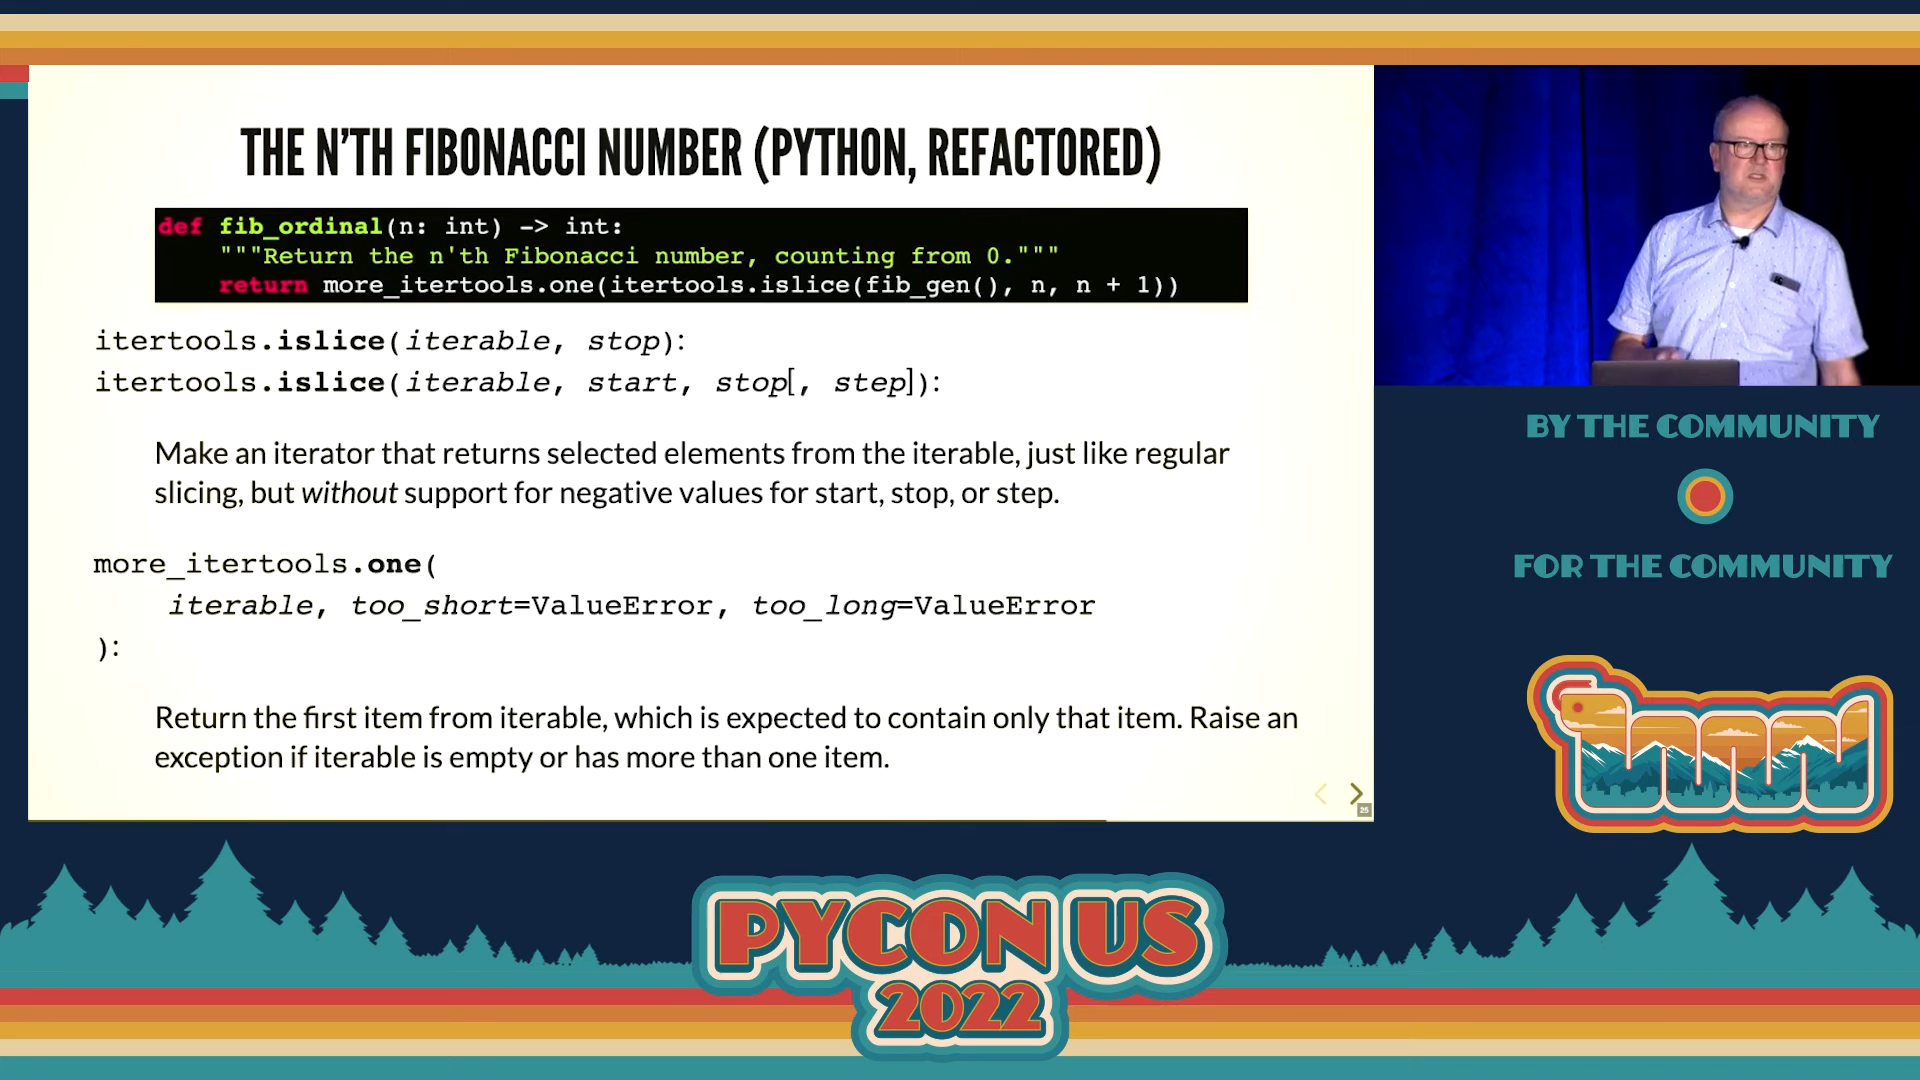 THE N'TH FIBONACCI NUMBER (PYTHON, REFACTORED)
def fib_ordinal(n: int) -> int:
"""Return the n'th Fibonacci number, counting from 0."""
return more_itertools.one(itertools.islice(fib_gen(), n, n + 1))
itertools.islice(iterable, stop):
itertools.islice(iterable, start, stop[, step]):
Make an iterator that returns selected elements from the iterable, just like regular
slicing, but without support for negative values for start, stop, or step.
more_itertools.one(
iterable, too_short=ValueError, too_long=ValueError
):
Return the first item from iterable, which is expected to contain only that item. Raise an
exception if iterable is empty or has more than one item.
25
BY THE COMMUNITY
FOR THE COMMUNITY
PYCON US
2022